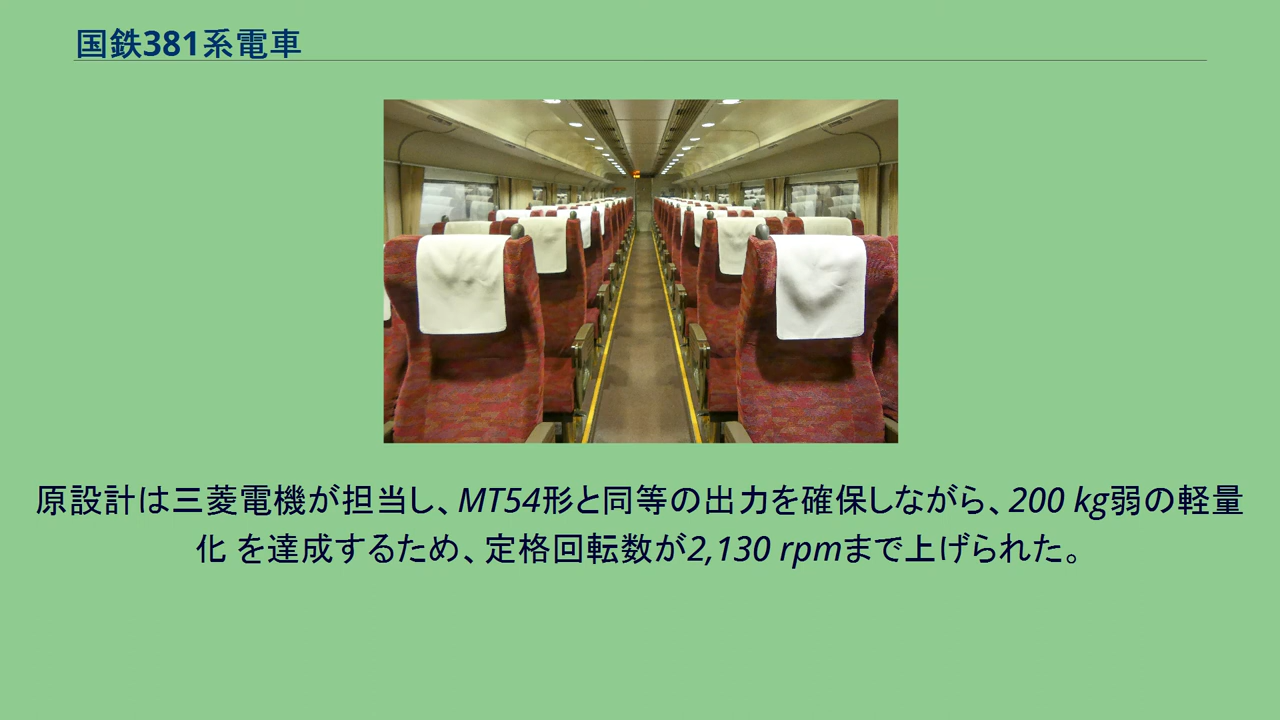 国鉄381系電車
原設計は三菱電機が担当し、MT54形と同等の出力を確保しながら、200 kg弱の軽量
化 を達成するため、定格回転数が2,130 rpmまで上げられた。